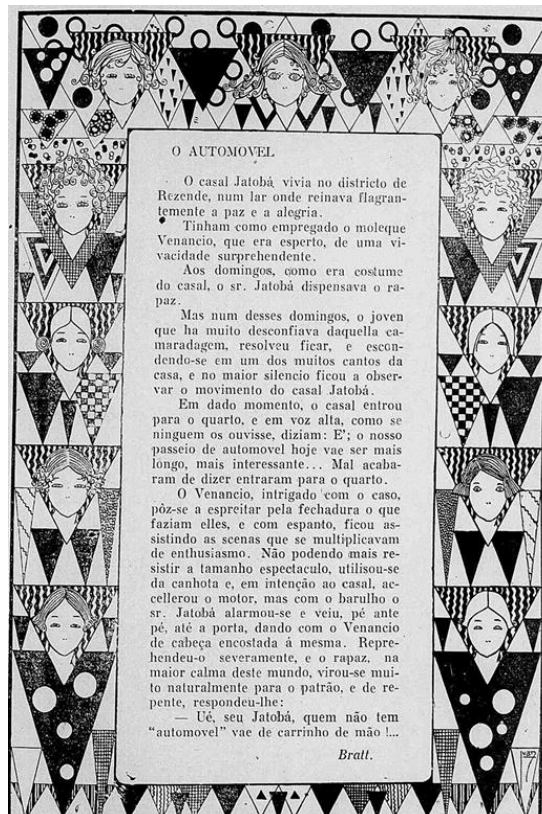 O AUTOMOVEL
O casal Jatobá vivia no districto de
Rezende, num lar onde reinava flagran-
temente a paz e a alegria.
Tinham como empregado o moleque
Venancio, que era esperto, de uma vi-
vacidade surprehendente.
Aos domingos, como era costume
do casal, o sr. Jatobá dispensava o ra-
paz.
Mas num desses domingos, o joven
que ha muito desconfiava daquella ca-
maradagem, resolveu ficar, e escon-
dendo-se em um dos muitos cantos da
casa, e no maior silencio ficou a obser-
var o movimento do casal Jatobá.
Em dado momento, o casal entrou
para o quarto, e em voz alta, como se
ninguem os ouvisse, diziam: E'; o nosso
passeio de automovel hoje vae ser mais
longo, mais interessante... Mal acaba-
ram de dizer entraram para o quarto.
O Venancio, intrigado com o caso,
pôz-se a espreitar pela fechadura o que
faziam elles, e com espanto, ficou as-
sistindo as scenas que se multiplicavam
de enthusiasmo. Não podendo mais re-
sistir a tamanho espectaculo, utilisou-se
da canhota e, em intenção ao casal, ac-
cellerou o motor, mas com o barulho o
sr. Jatobá alarmou-se e veiu, pé ante
pé, até a porta, dando com o Venancio
de cabeça encostada á mesma. Repre-
hendeu-o severamente, e o rapaz, na
maior calma deste mundo, virou-se mui-
to naturalmente para o patrão, e de re-
pente, respondeu-lhe:
— Ué, seu Jatobá, quem não tem
"automovel" vae de carrinho de mão !...
Bratt.